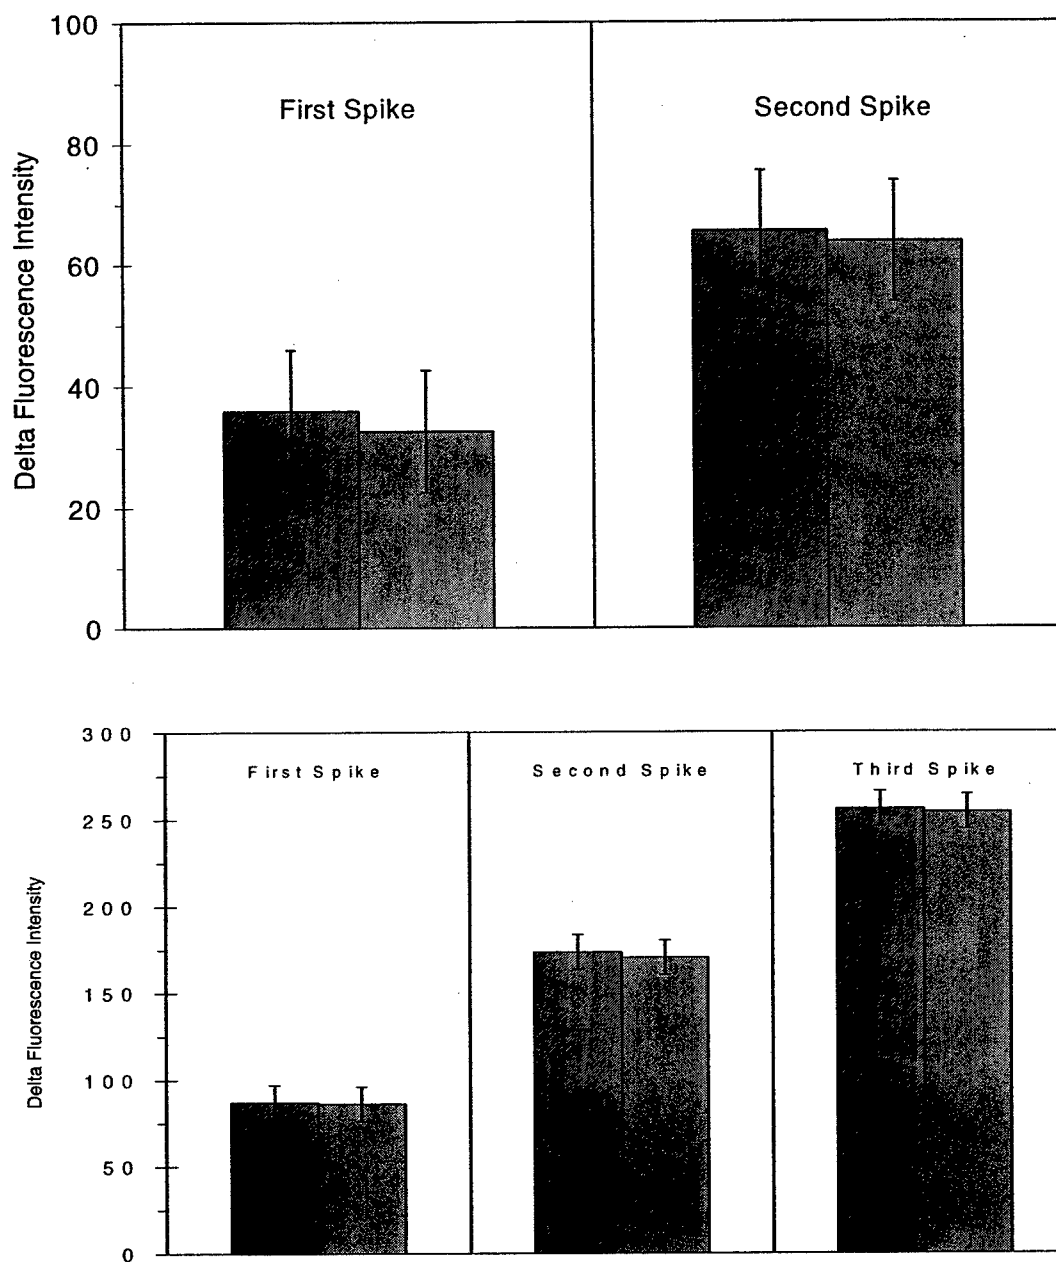 100
First Spike
Second Spike
80
60
40
20
0
Delta Fluorescence Intensity
300
First Spike
Second Spike
Third Spike
250
200
150
100
50
0
Delta Fluorescence Intensity